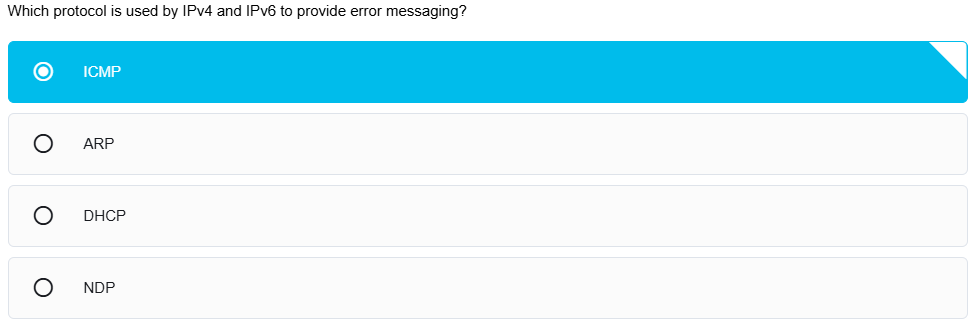 Which protocol is used by IPv4 and IPv6 to provide error messaging?
ICMP
ARP
DHCP
NDP